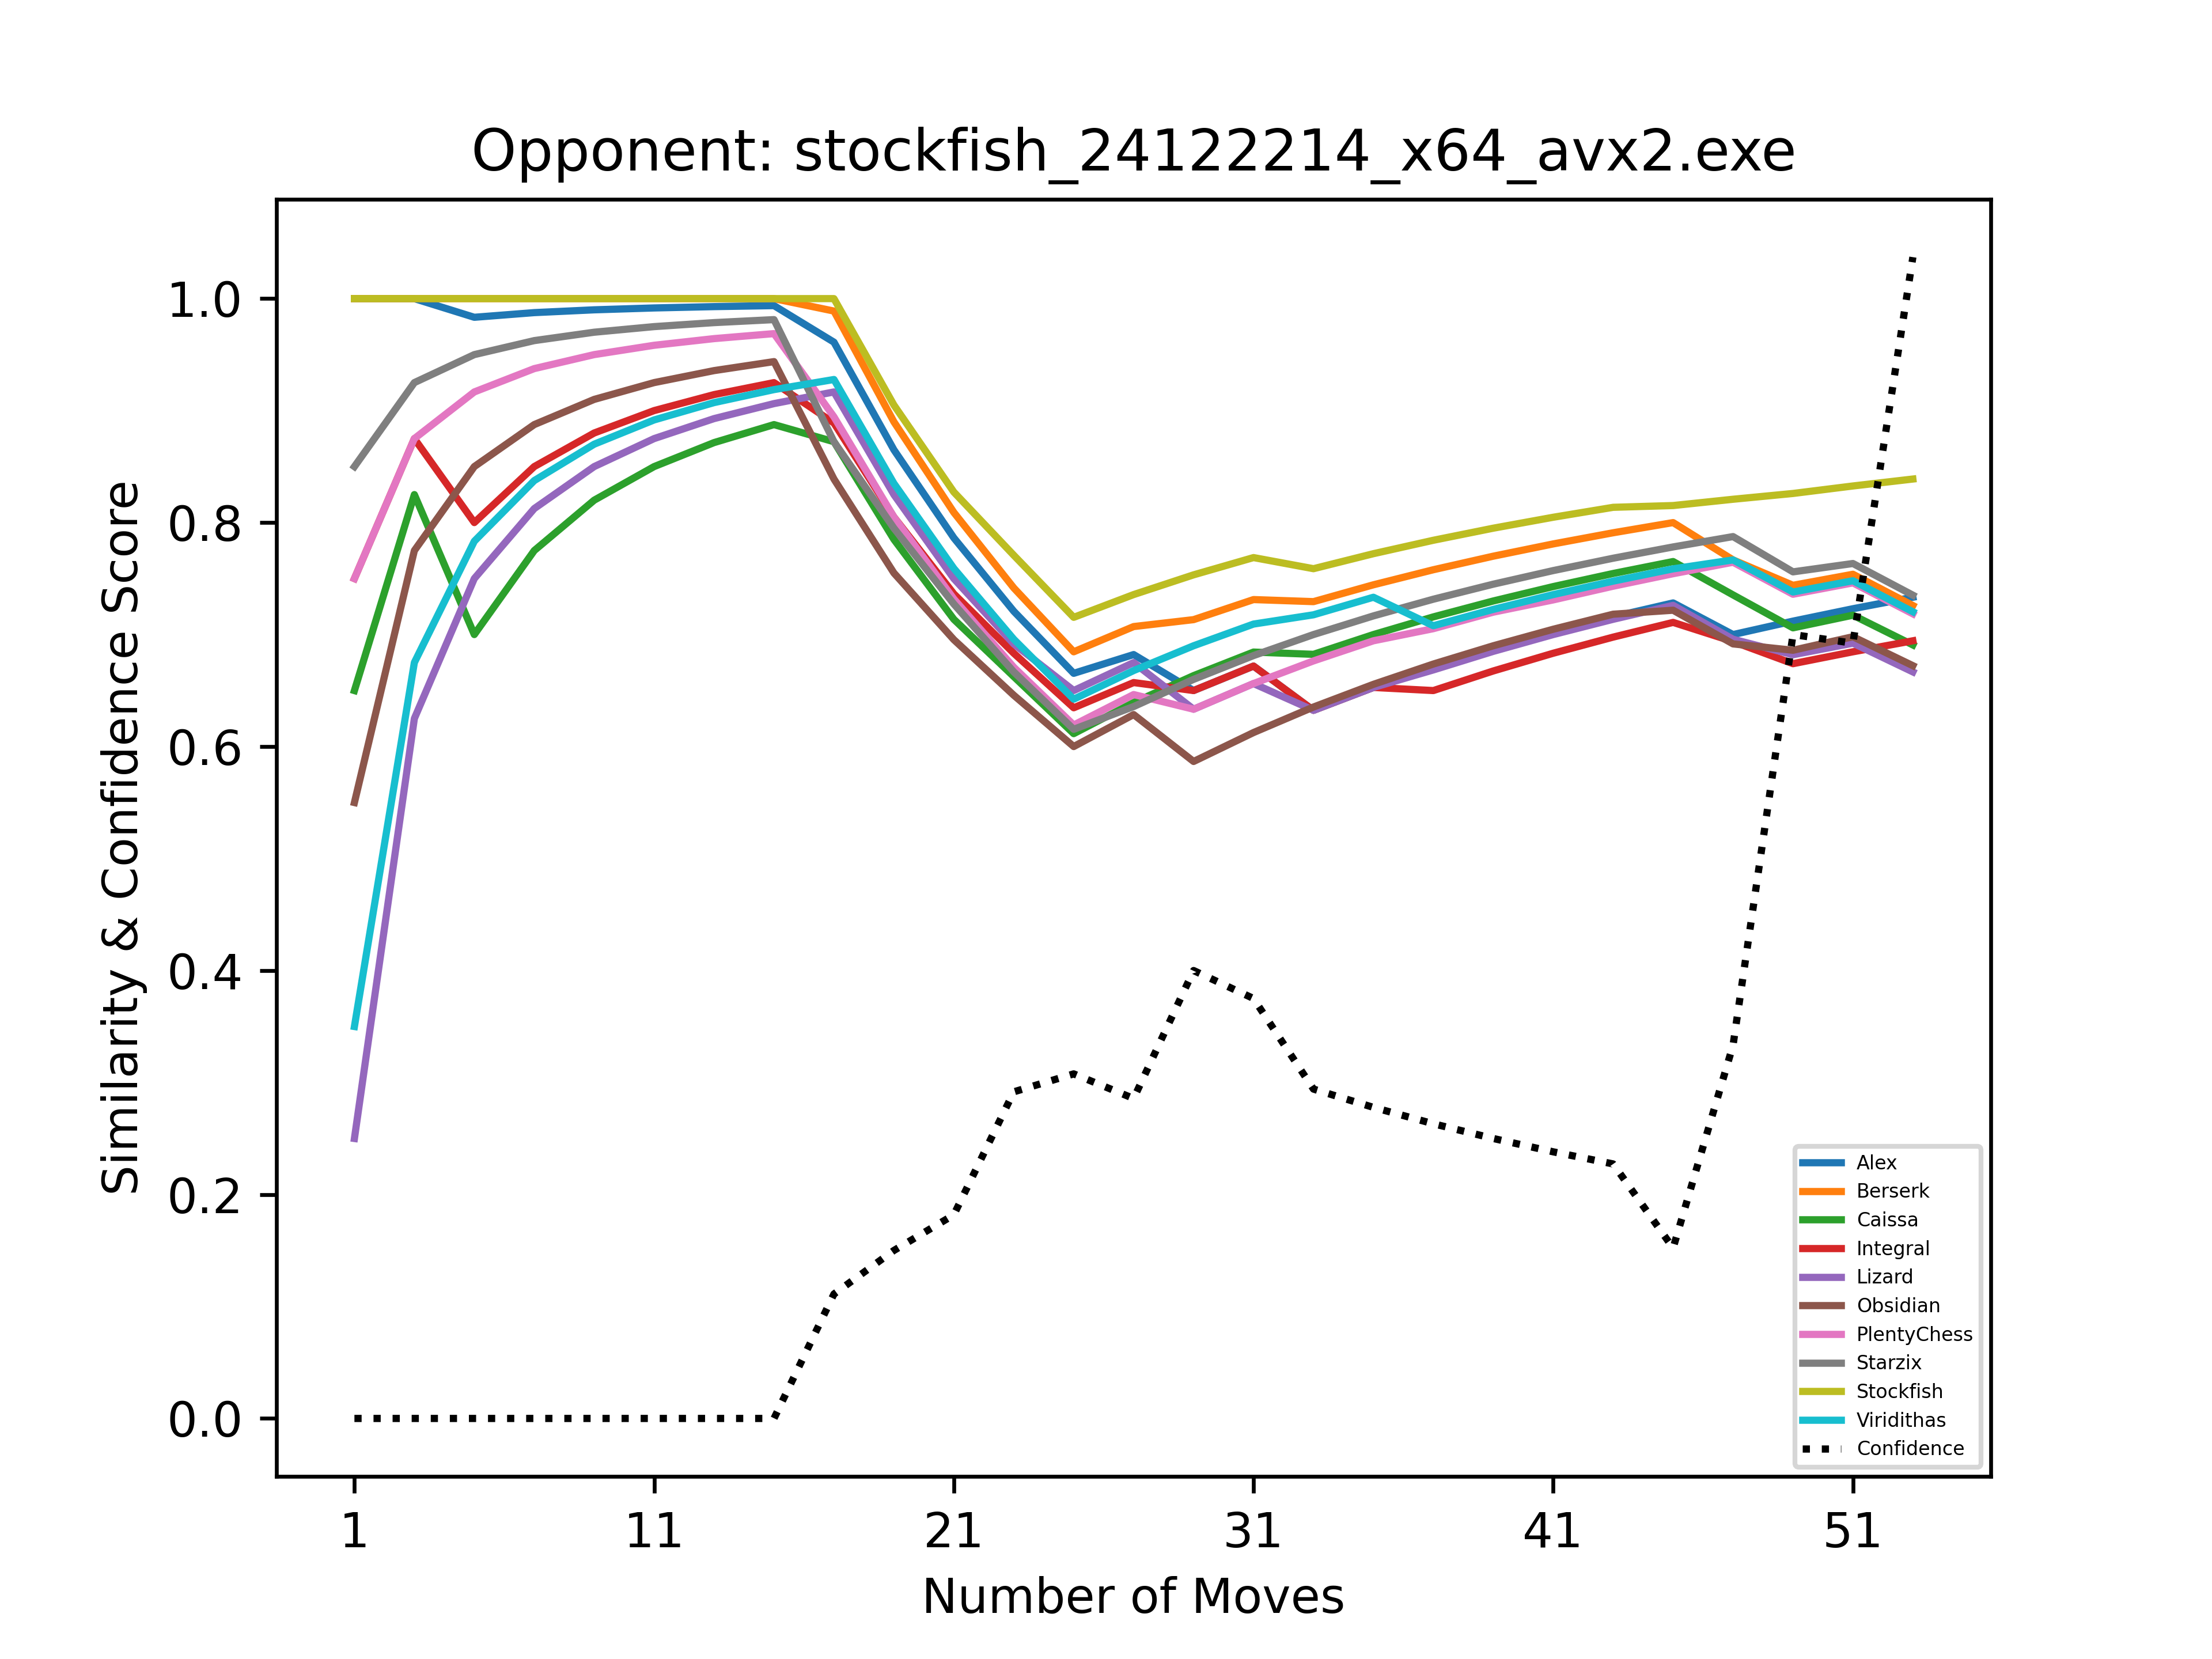 Opponent: stockfish_24122214_x64_avx2.exe
Similarity & Confidence Score
1.0
0.8
0.6
0.4
0.2
0.0
1 11 21 31 41 51
Number of Moves
Alex
Berserk
Caissa
Integral
Lizard
Obsidian
PlentyChess
Starzix
Stockfish
Viridithas
Confidence